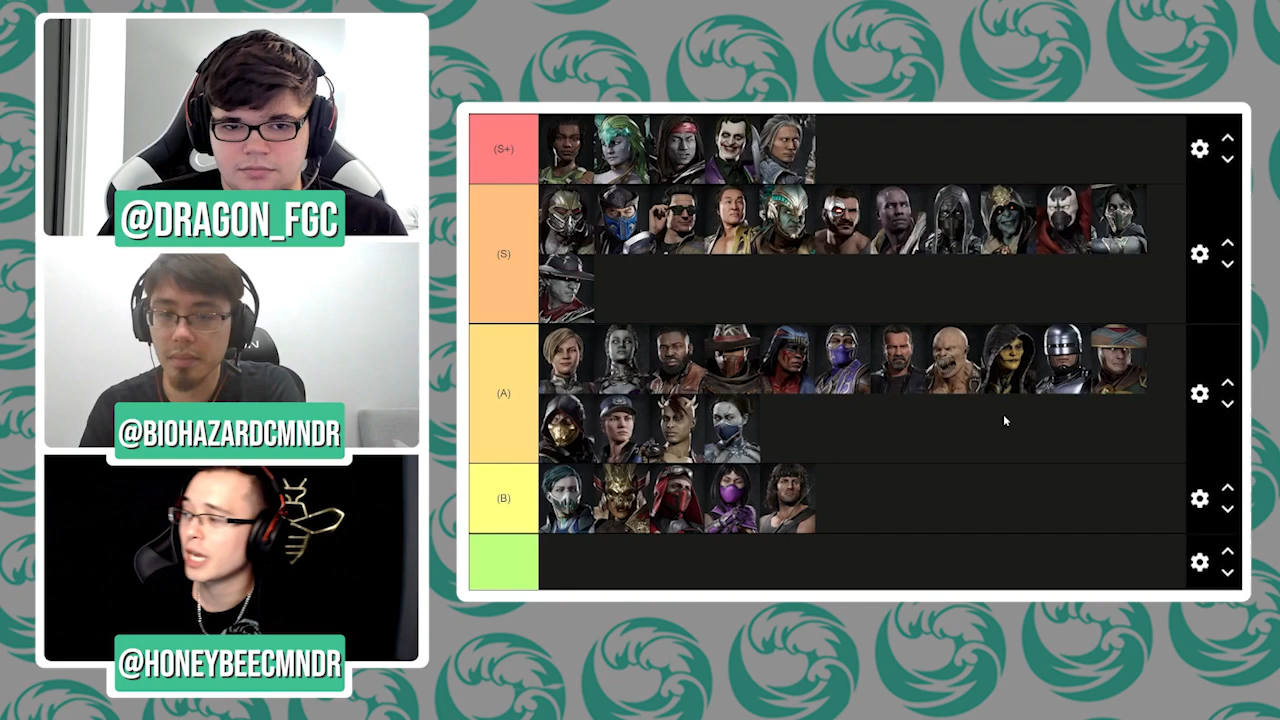 @DRAGON_FGC
@BIOHAZARDCMNDR
@HONEYBEECMNDR
(S+)
(S)
(A)
(B)